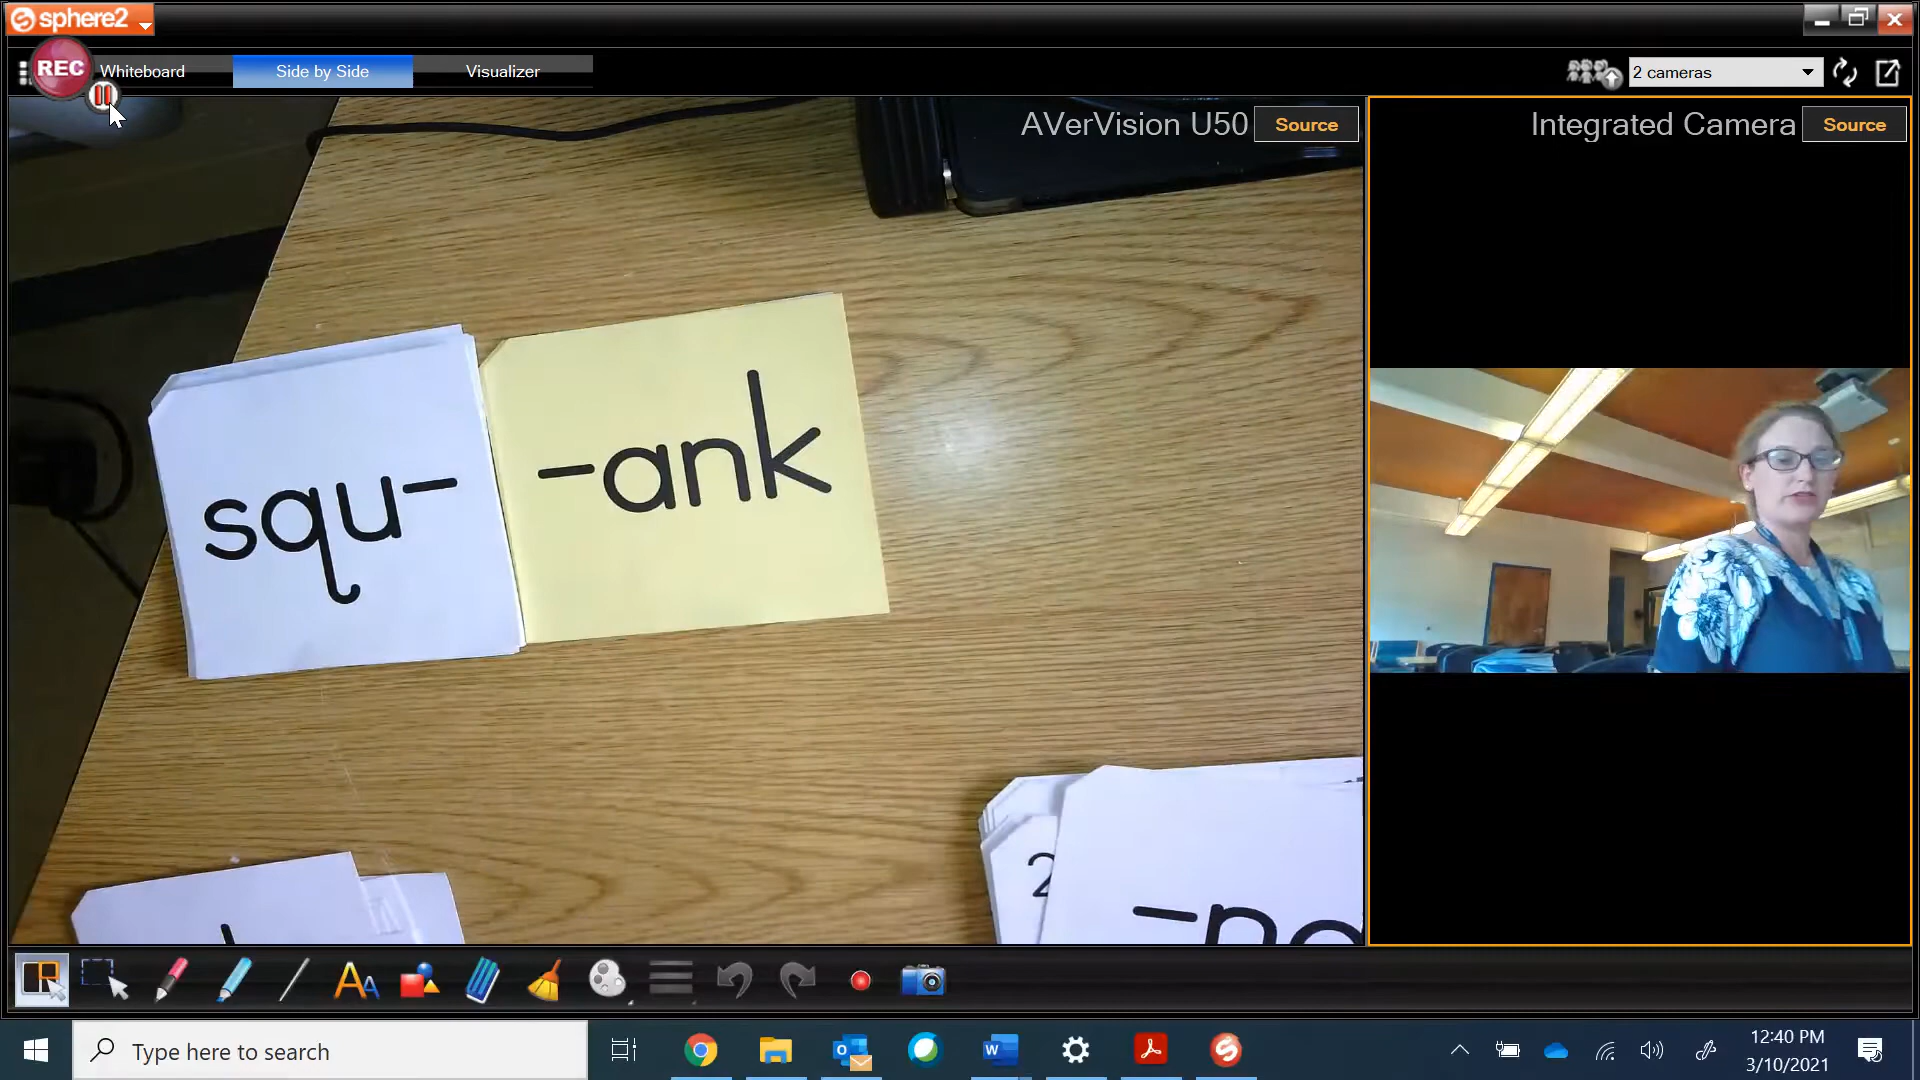 sphere2
REC
Whiteboard
Side by Side
Visualizer
2 cameras
AVerVision U50
Source
Integrated Camera
Source
squ-
-ank
2
Type here to search
12:40 PM
3/10/2021